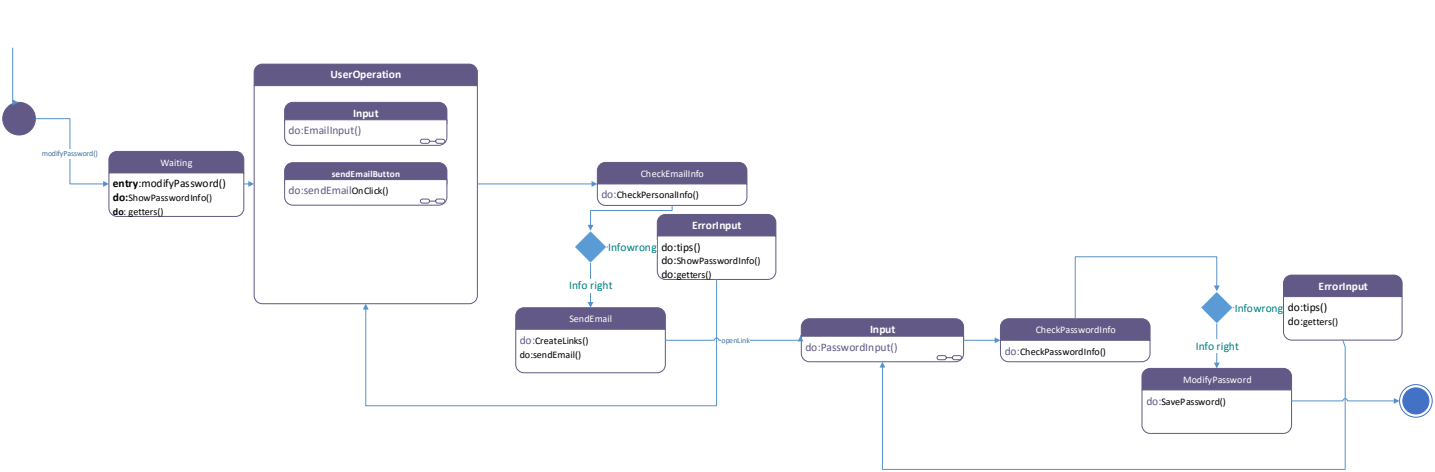 modifyPassword()
Waiting
entry:modifyPassword()
do:ShowPasswordInfo()
do: getters()
UserOperation
Input
do:EmailInput()
sendEmailButton
do:sendEmailOnClick()
CheckEmailInfo
do:CheckPersonalInfo()
Infowrong
ErrorInput
do:tips()
do:ShowPasswordInfo()
do:getters()
Info right
SendEmail
do:CreateLinks()
do:sendEmail()
openLink
Input
do:PasswordInput()
CheckPasswordInfo
do:CheckPasswordInfo()
Infowrong
ErrorInput
do:tips()
do:getters()
Info right
ModifyPassword
do:SavePassword()